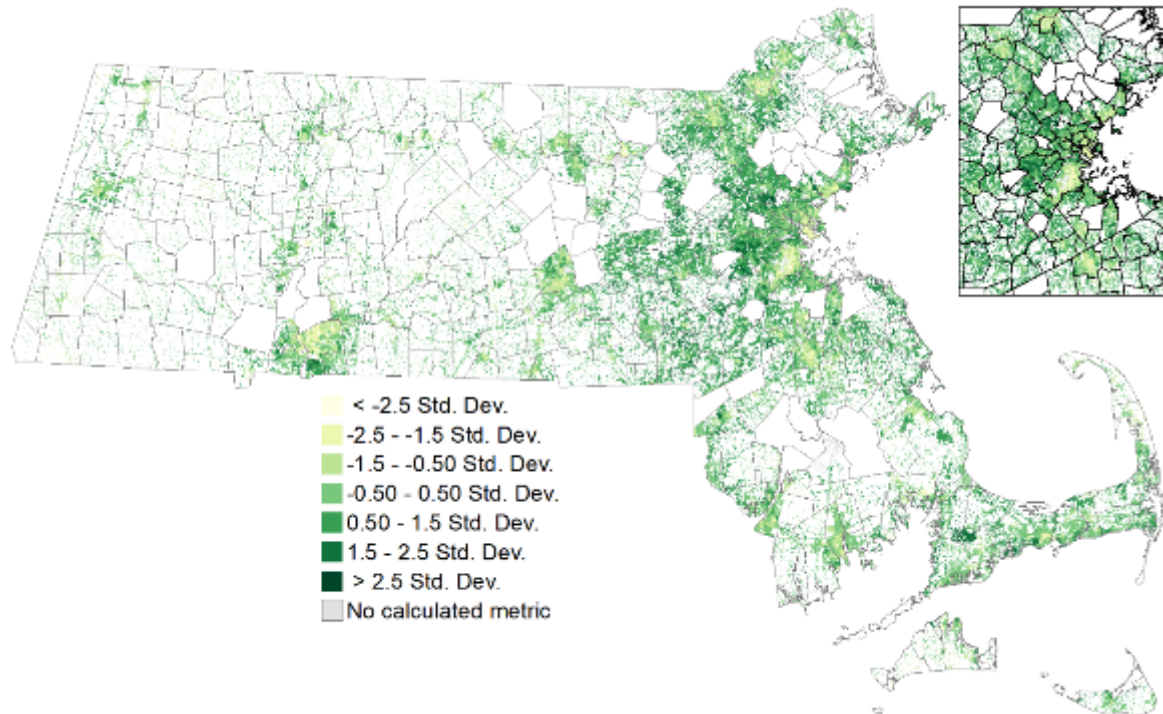 < -2.5 Std. Dev.
-2.5 - -1.5 Std. Dev.
-1.5 - -0.50 Std. Dev.
-0.50 - 0.50 Std. Dev.
0.50 - 1.5 Std. Dev.
1.5 - 2.5 Std. Dev.
> 2.5 Std. Dev.
No calculated metric